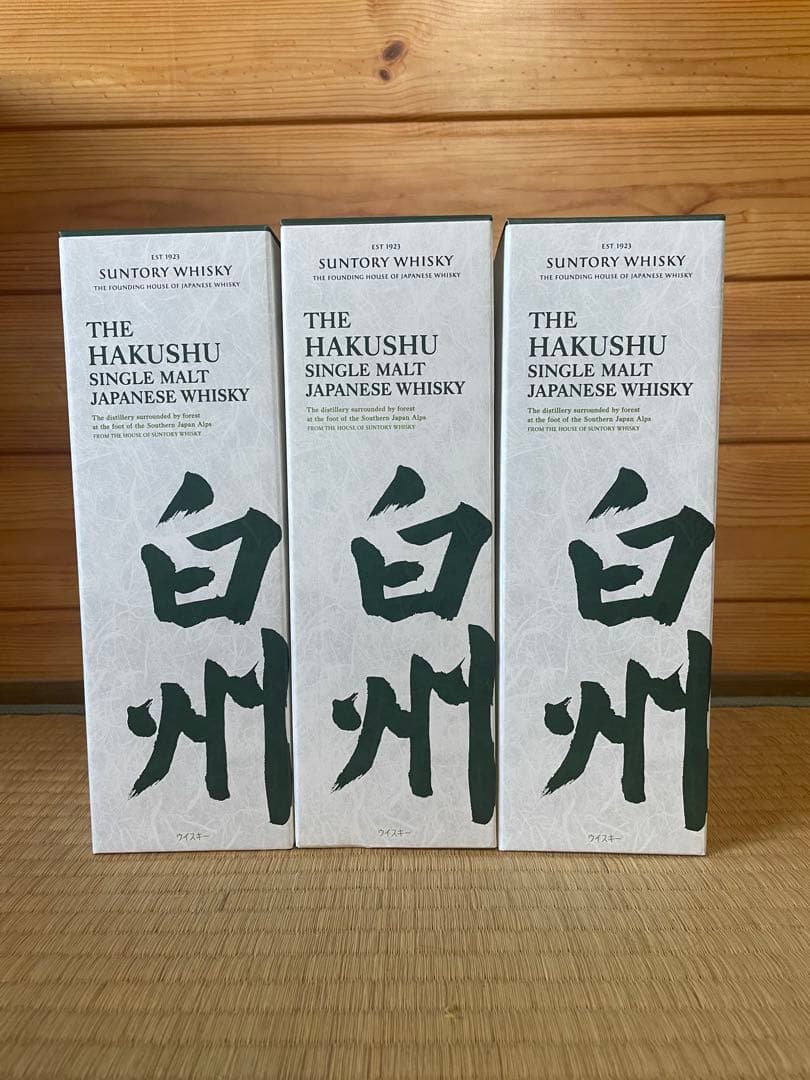 EST 1923
SUNTORY WHISKY
THE FOUNDING HOUSE OF JAPANESE WHISKY
THE
HAKUSHU
SINGLE MALT
JAPANESE WHISKY
The distillery surrounded by forest
at the foot of the Southern Japan Alps
FROM THE HOUSE OF SUNTORY WHISKY
白
州
ウイスキー
EST 1923
SUNTORY WHISKY
THE FOUNDING HOUSE OF JAPANESE WHISKY
THE
HAKUSHU
SINGLE MALT
JAPANESE WHISKY
The distillery surrounded by forest
at the foot of the Southern Japan Alps
FROM THE HOUSE OF SUNTORY WHISKY
白
州
ウイスキー
EST 1923
SUNTORY WHISKY
THE FOUNDING HOUSE OF JAPANESE WHISKY
THE
HAKUSHU
SINGLE MALT
JAPANESE WHISKY
The distillery surrounded by forest
at the foot of the Southern Japan Alps
FROM THE HOUSE OF SUNTORY WHISKY
白
州
ウイスキー